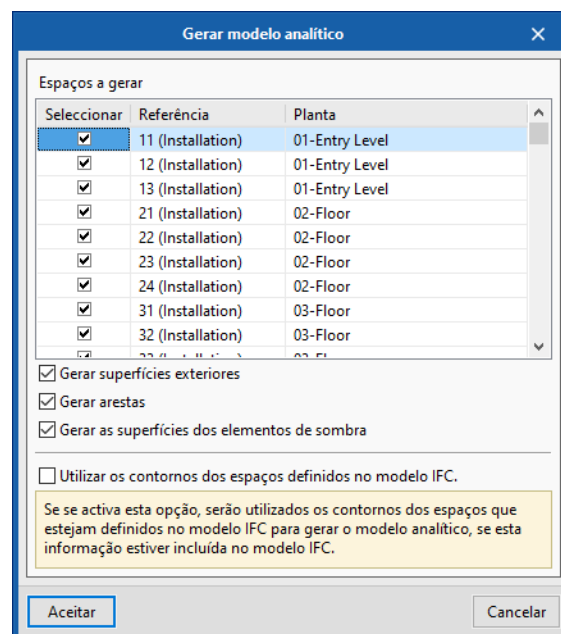 Gerar modelo analítico
Espaços a gerar
Seleccionar Referência Planta
11 (Installation) 01-Entry Level
12 (Installation) 01-Entry Level
13 (Installation) 01-Entry Level
21 (Installation) 02-Floor
22 (Installation) 02-Floor
23 (Installation) 02-Floor
24 (Installation) 02-Floor
31 (Installation) 03-Floor
32 (Installation) 03-Floor
Gerar superfícies exteriores
Gerar arestas
Gerar as superfícies dos elementos de sombra
Utilizar os contornos dos espaços definidos no modelo IFC.
Se se activa esta opção, serão utilizados os contornos dos espaços que
estejam definidos no modelo IFC para gerar o modelo analítico, se esta
informação estiver incluída no modelo IFC.
Aceitar Cancelar